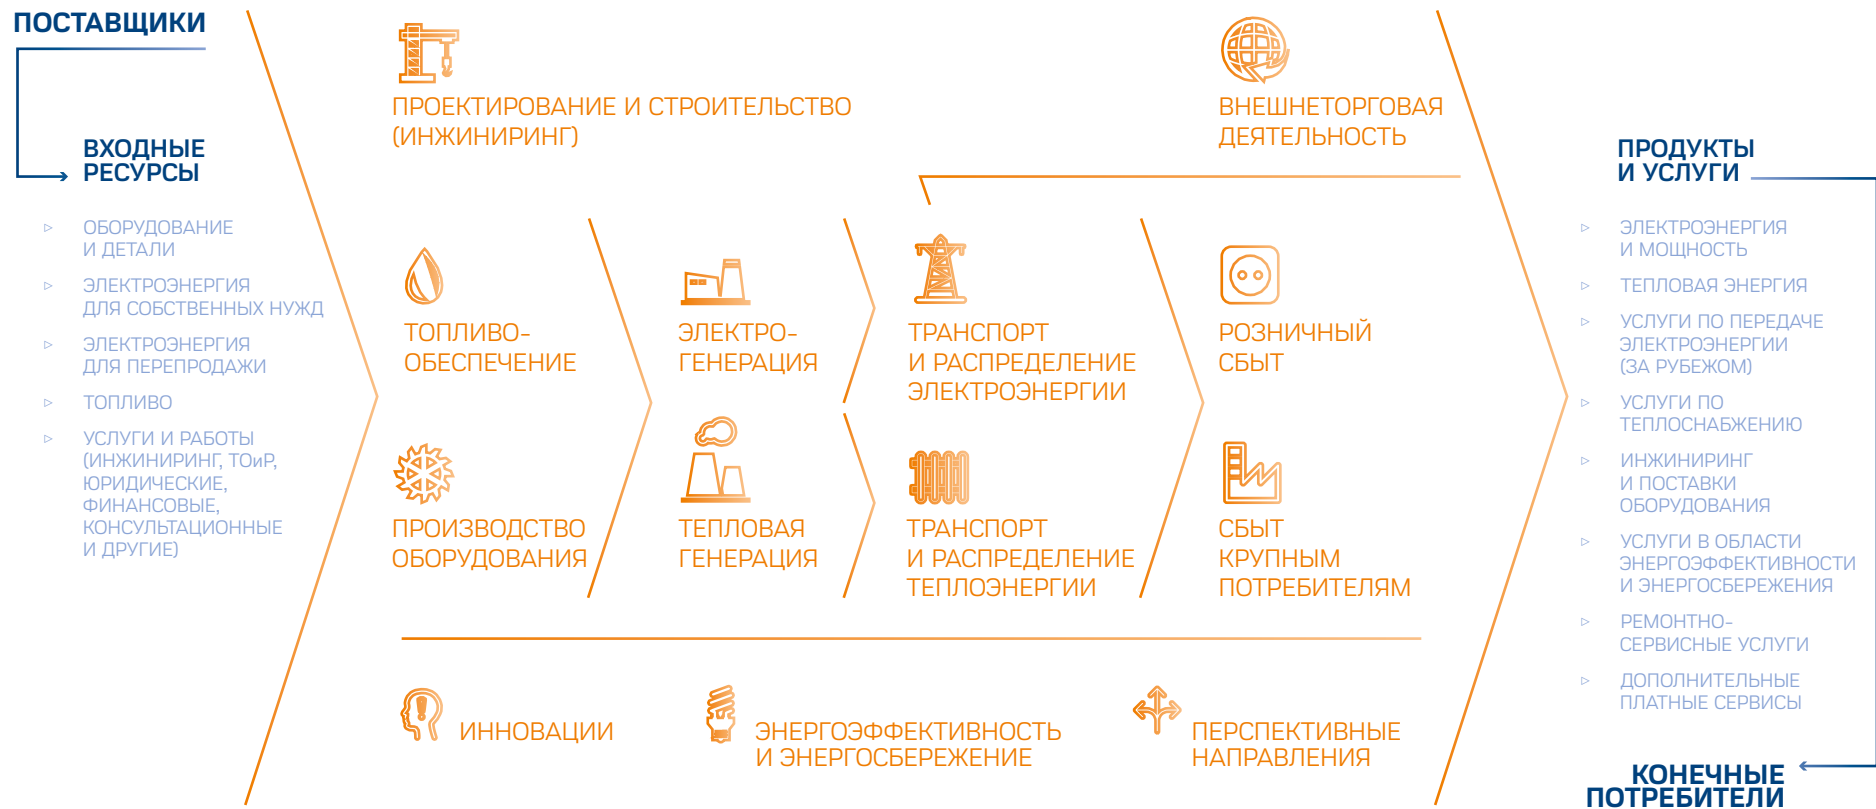 ПОСТАВЩИКИ
ВХОДНЫЕ
РЕСУРСЫ
▹ ОБОРУДОВАНИЕ
И ДЕТАЛИ
▹ ЭЛЕКТРОЭНЕРГИЯ
ДЛЯ СОБСТВЕННЫХ НУЖД
▹ ЭЛЕКТРОЭНЕРГИЯ
ДЛЯ ПЕРЕПРОДАЖИ
▹ ТОПЛИВО
▹ УСЛУГИ И РАБОТЫ
(ИНЖИНИРИНГ, ТОиР,
ЮРИДИЧЕСКИЕ,
ФИНАНСОВЫЕ,
КОНСУЛЬТАЦИОННЫЕ
И ДРУГИЕ)
ПРОЕКТИРОВАНИЕ И СТРОИТЕЛЬСТВО
(ИНЖИНИРИНГ)
ВНЕШНЕТОРГОВАЯ
ДЕЯТЕЛЬНОСТЬ
ТОПЛИВО-
ОБЕСПЕЧЕНИЕ
ЭЛЕКТРО-
ГЕНЕРАЦИЯ
ТРАНСПОРТ
И РАСПРЕДЕЛЕНИЕ
ЭЛЕКТРОЭНЕРГИИ
РОЗНИЧНЫЙ
СБЫТ
ПРОИЗВОДСТВО
ОБОРУДОВАНИЯ
ТЕПЛОВАЯ
ГЕНЕРАЦИЯ
ТРАНСПОРТ
И РАСПРЕДЕЛЕНИЕ
ТЕПЛОЭНЕРГИИ
СБЫТ
КРУПНЫМ
ПОТРЕБИТЕЛЯМ
ИННОВАЦИИ
ЭНЕРГОЭФФЕКТИВНОСТЬ
И ЭНЕРГОСБЕРЕЖЕНИЕ
ПЕРСПЕКТИВНЫЕ
НАПРАВЛЕНИЯ
ПРОДУКТЫ
И УСЛУГИ
▹ ЭЛЕКТРОЭНЕРГИЯ
И МОЩНОСТЬ
▹ ТЕПЛОВАЯ ЭНЕРГИЯ
▹ УСЛУГИ ПО ПЕРЕДАЧЕ
ЭЛЕКТРОЭНЕРГИИ
(ЗА РУБЕЖОМ)
▹ УСЛУГИ ПО
ТЕПЛОСНАБЖЕНИЮ
▹ ИНЖИНИРИНГ
И ПОСТАВКИ
ОБОРУДОВАНИЯ
▹ УСЛУГИ В ОБЛАСТИ
ЭНЕРГОЭФФЕКТИВНОСТИ
И ЭНЕРГОСБЕРЕЖЕНИЯ
▹ РЕМОНТНО-
СЕРВИСНЫЕ УСЛУГИ
▹ ДОПОЛНИТЕЛЬНЫЕ
ПЛАТНЫЕ СЕРВИСЫ
КОНЕЧНЫЕ
ПОТРЕБИТЕЛИ